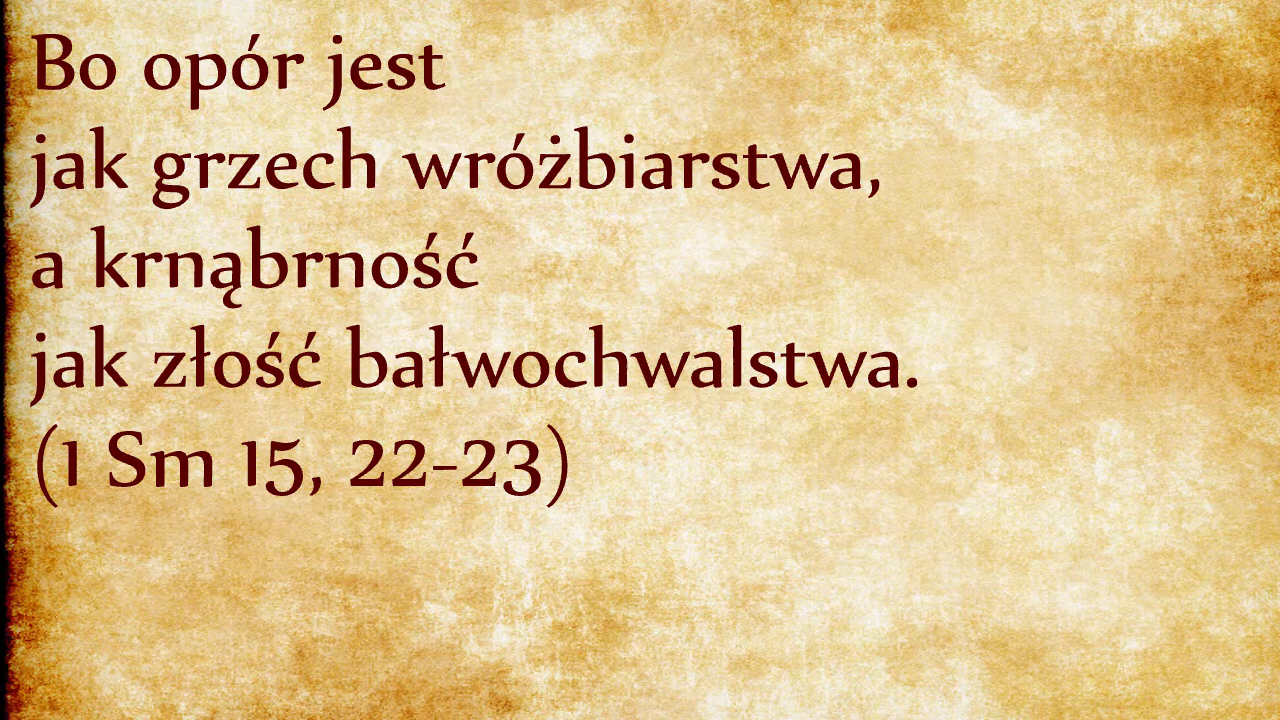 Bo opór jest
jak grzech wróżbiarstwa,
a krnąbrność
jak złość bałwochwalstwa.
(1 Sm 15, 22-23)